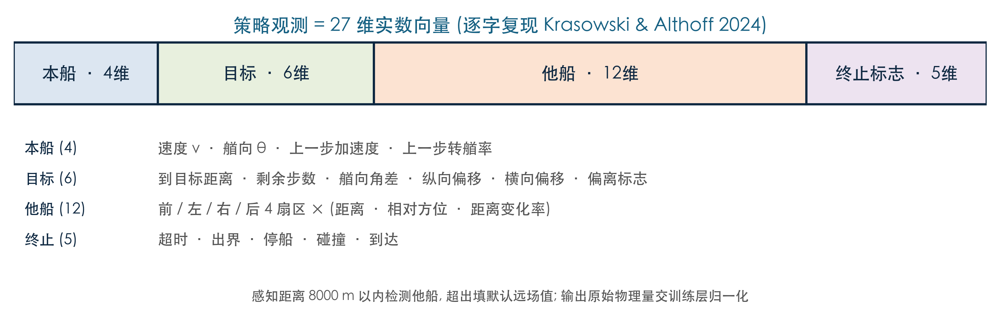 策略观测 = 27 维实数向量 (逐字复现 Krasowski & Althoff 2024)
本船 · 4维 目标 · 6维 他船 · 12维 终止标志 · 5维
本船 (4) 速度 v · 艏向 θ · 上一步加速度 · 上一步转艏率
目标 (6) 到目标距离 · 剩余步数 · 艏向角差 · 纵向偏移 · 横向偏移 · 偏离标志
他船 (12) 前 / 左 / 右 / 后 4 扇区 × (距离 · 相对方位 · 距离变化率)
终止 (5) 超时 · 出界 · 停船 · 碰撞 · 到达
感知距离 8000 m 以内检测他船, 超出填默认远场值; 输出原始物理量交训练层归一化